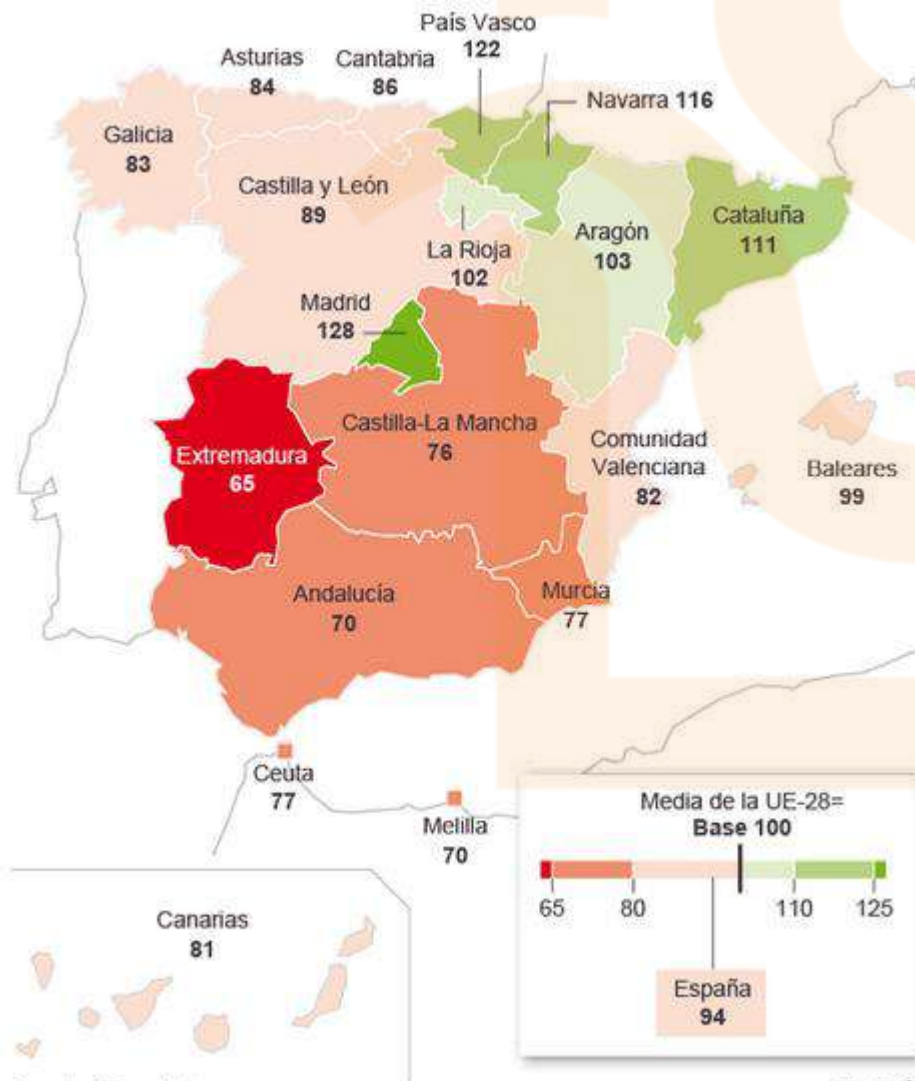 País Vasco
122
Asturias
84
Cantabria
86
Navarra 116
Galicia
83
Castilla y León
89
Cataluña
111
Aragón
103
La Rioja
102
Madrid
128
Castilla-La Mancha
76
Comunidad
Valenciana
82
Extremadura
65
Baleares
99
Andalucía
70
Murcia
77
Ceuta
77
Melilla
70
Media de la UE-28=
Base 100
65 80 110 125
España
94
Canarias
81